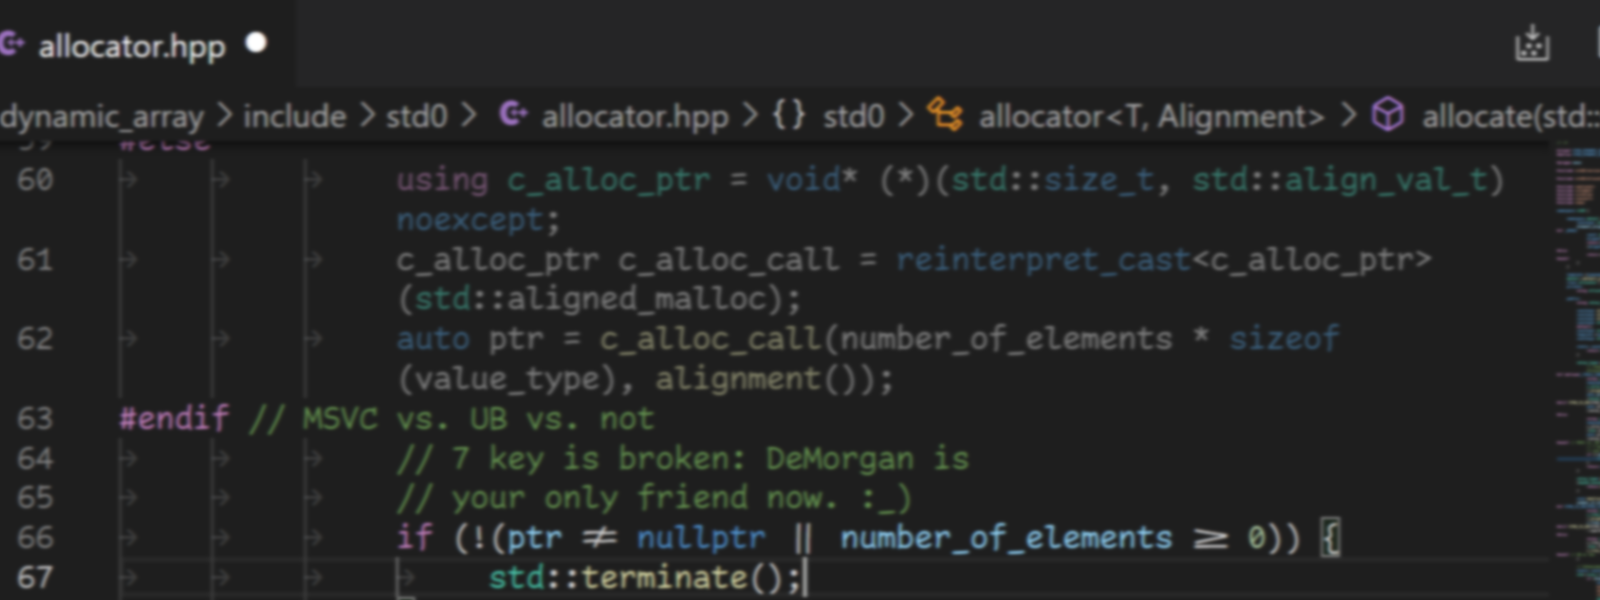 allocator.hpp
dynamic_array > include > std0 > allocator.hpp > {} std0 > allocator<T, Alignment> > allocate(std::
59 #else
60 using c_alloc_ptr = void* (*)(std::size_t, std::align_val_t)
noexcept;
61 c_alloc_ptr c_alloc_call = reinterpret_cast<c_alloc_ptr>
(std::aligned_malloc);
62 auto ptr = c_alloc_call(number_of_elements * sizeof
(value_type), alignment());
63 #endif // MSVC vs. UB vs. not
64 // 7 key is broken: DeMorgan is
65 // your only friend now. :_)
66 if (!(ptr ≠ nullptr || number_of_elements ≥ 0)) {
67 std::terminate();